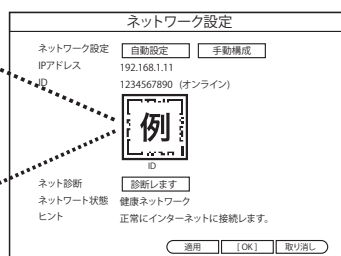 ネットワーク設定
ネットワーク設定 自動設定 手動構成
IPアドレス 192.168.1.11
ID 1234567890 (オンライン)
例
ID
ネット診断 診断レます
ネットワート状態 健康ネットワーク
ヒント 正常にインターネットに接続レます。
適用 [OK] 取り消し